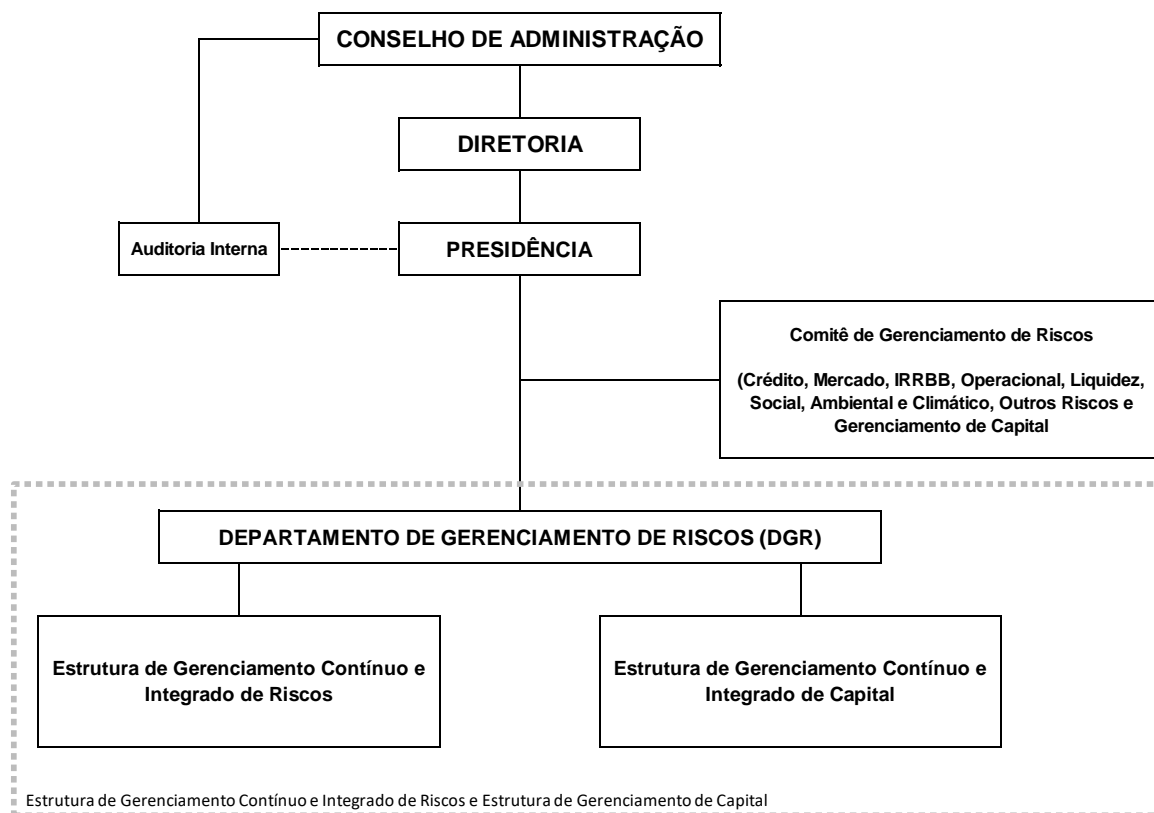 CONSELHO DE ADMINISTRAÇÃO
DIRETORIA
Auditoria Interna
PRESIDÊNCIA
Comitê de Gerenciamento de Riscos
(Crédito, Mercado, IRRBB, Operacional, Liquidez,
Social, Ambiental e Climático, Outros Riscos e
Gerenciamento de Capital
DEPARTAMENTO DE GERENCIAMENTO DE RISCOS (DGR)
Estrutura de Gerenciamento Contínuo e
Integrado de Riscos
Estrutura de Gerenciamento Contínuo e
Integrado de Capital
Estrutura de Gerenciamento Contínuo e Integrado de Riscos e Estrutura de Gerenciamento de Capital